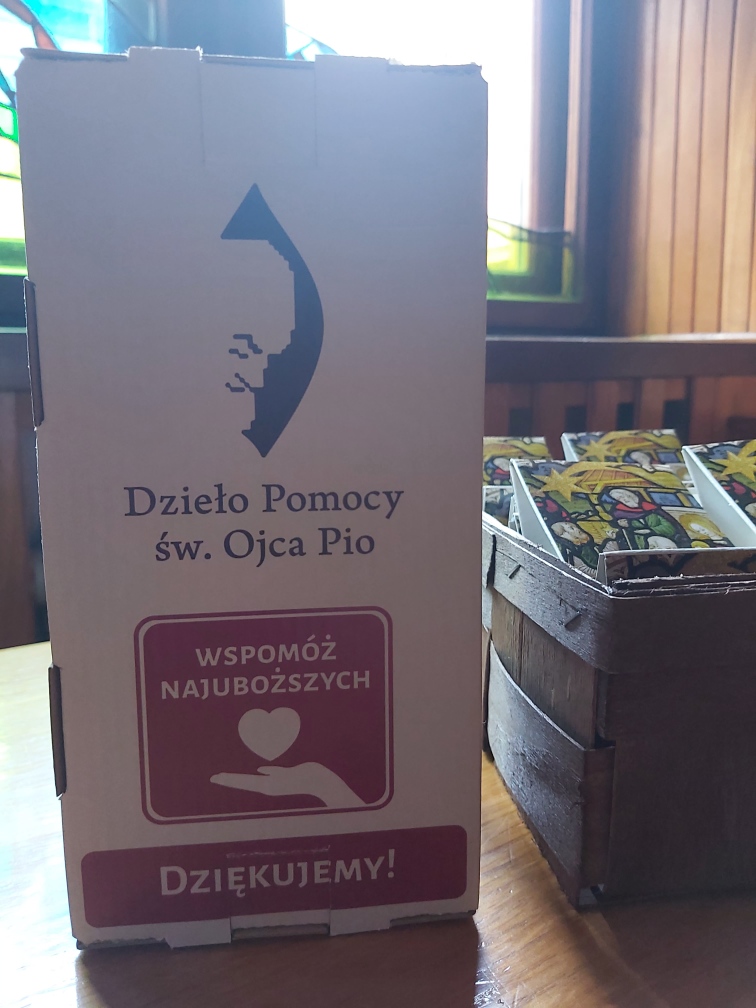 Dzieło Pomocy
św. Ojca Pio
WSPOMÓŻ
NAJUBOŻSZYCH
DZIĘKUJEMY!